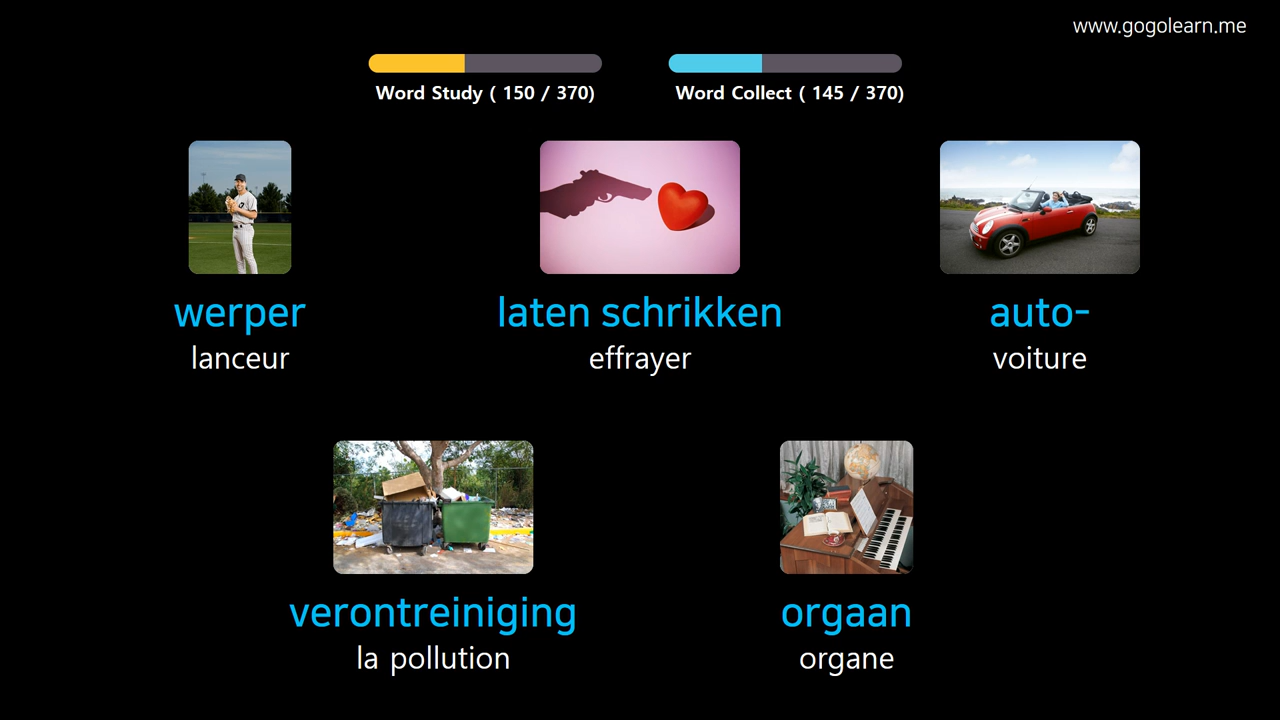 www.gogolearn.me
Word Study ( 150 / 370)
Word Collect ( 145 / 370)
werper
lanceur
laten schrikken
effrayer
auto-
voiture
verontreiniging
la pollution
orgaan
organe